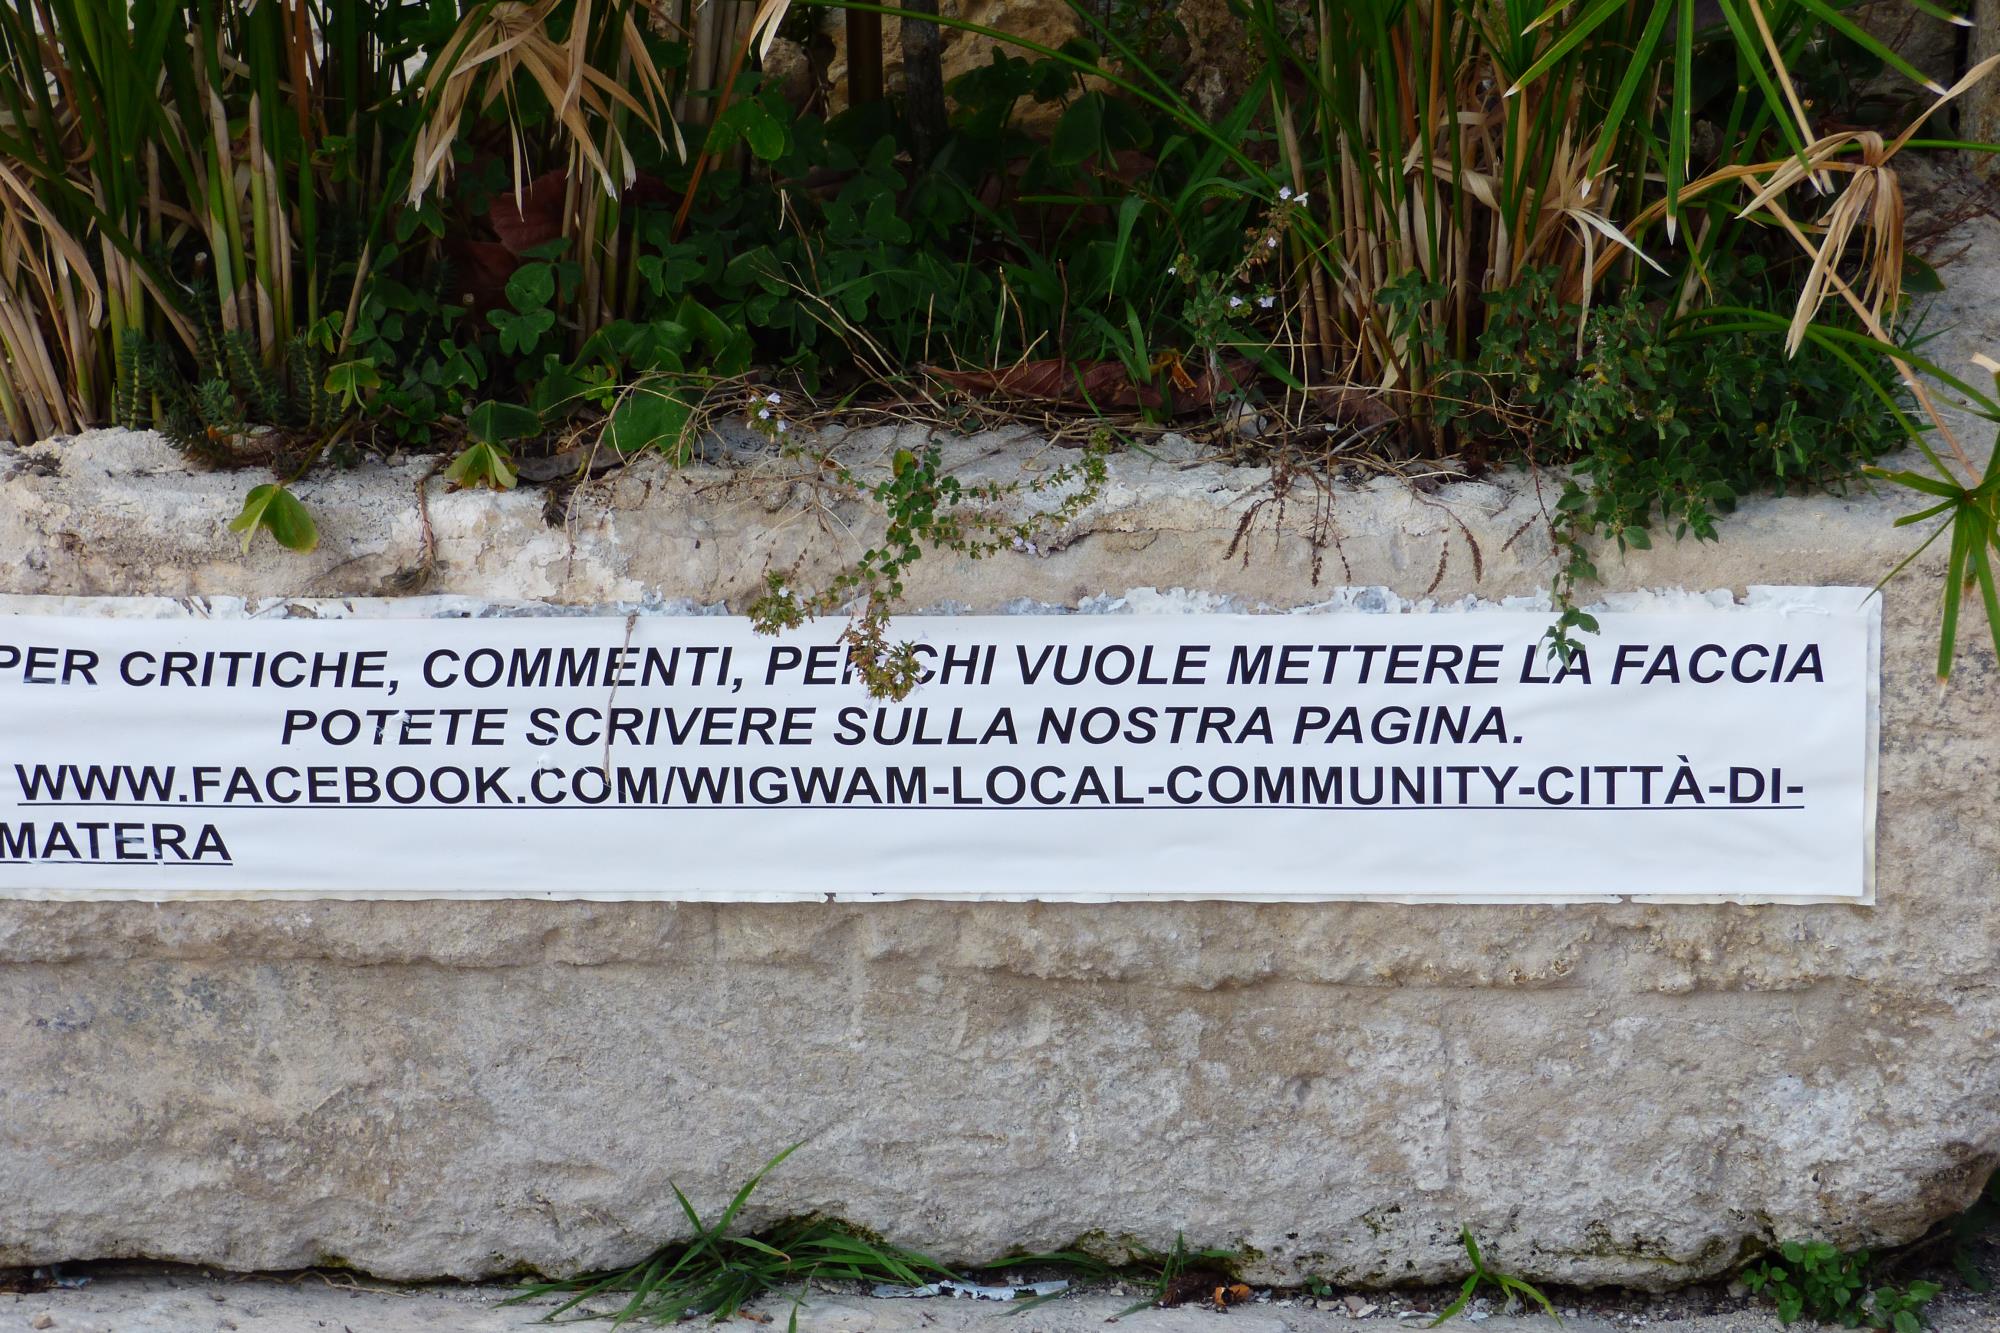 PER CRITICHE, COMMENTI, PER CHI VUOLE METTERE LA FACCIA
POTETE SCRIVERE SULLA NOSTRA PAGINA.
WWW.FACEBOOK.COM/WIGWAM-LOCAL-COMMUNITY-CITTÀ-DI-
MATERA